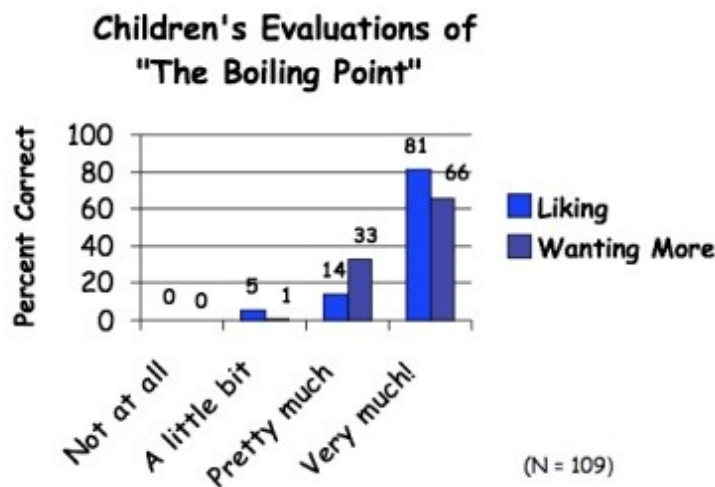 Children's Evaluations of
"The Boiling Point"
Percent Correct
100
80
60
40
20
0
0
0
5
1
14
33
81
66
Not at all
A little bit
Pretty much
Very much!
Liking
Wanting More
(N = 109)